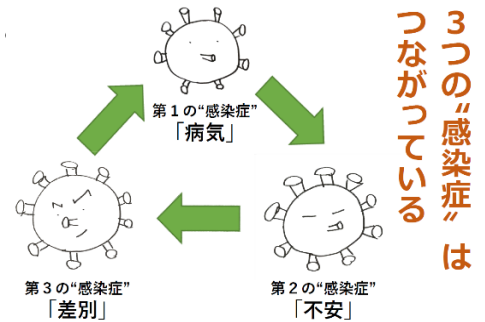 3つの“感染症”は
つながっている
第1の“感染症”
「病気」
第2の“感染症”
「不安」
第3の“感染症”
「差別」